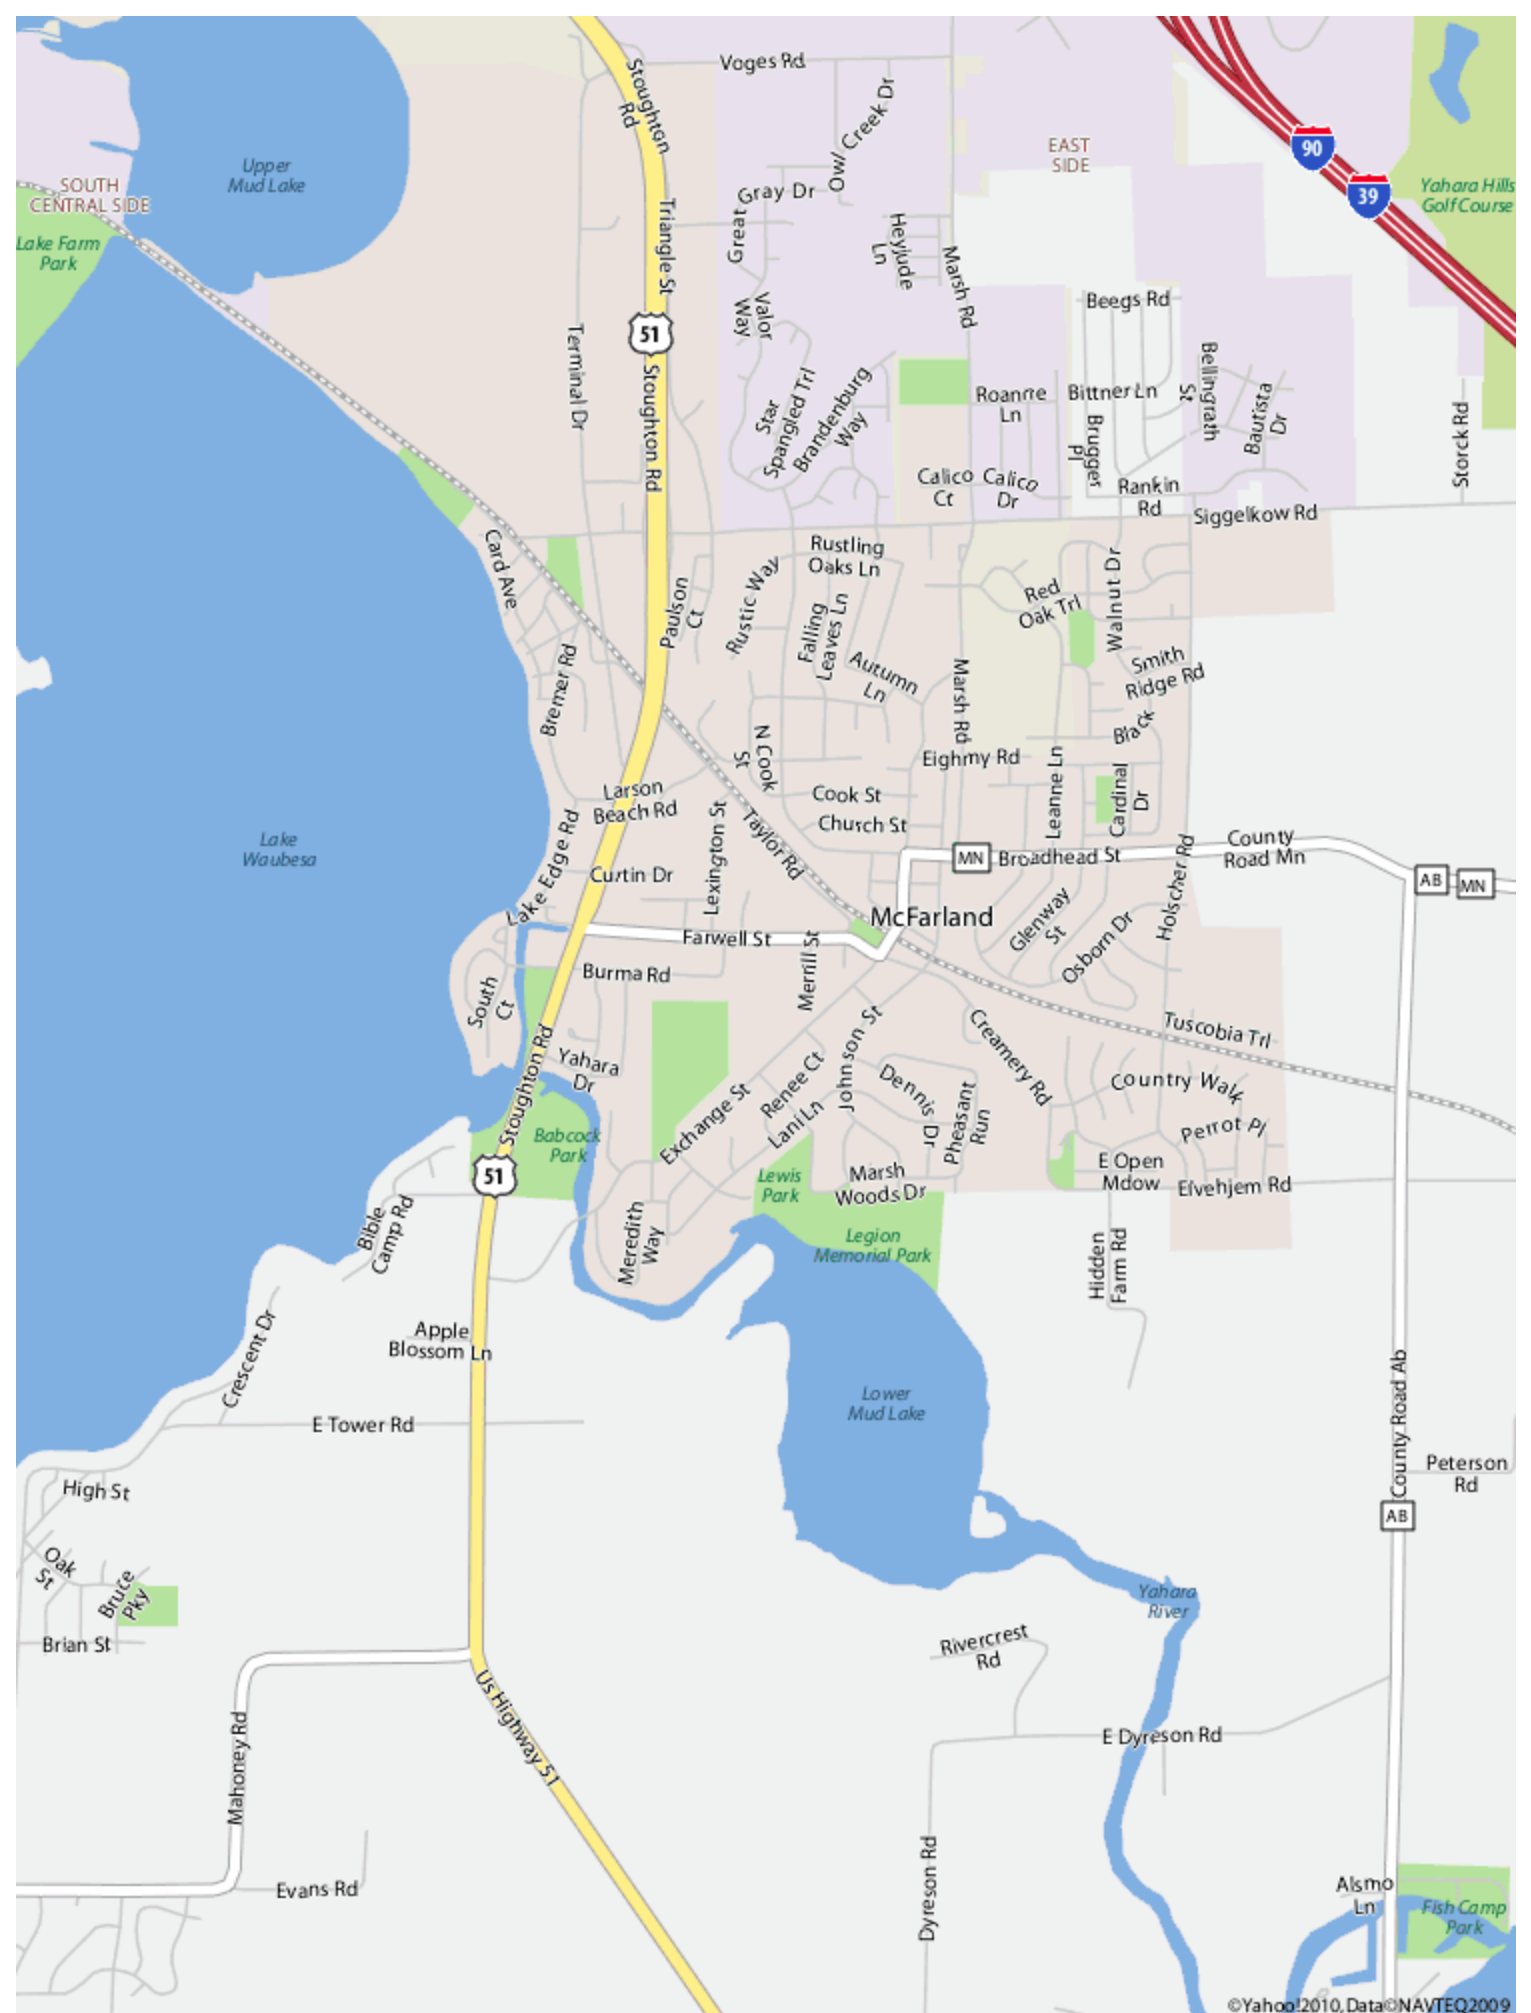 Voges Rd
Stoughton
Rd
Owl Creek Dr
90
39
EAST
SIDE
Upper
Mud Lake
SOUTH
CENTRAL SIDE
Yahara Hills
Golf Course
Lake Farm
Park
Great
Gray Dr
Triangle St
Heyjude
Ln
Marsh Rd
Valor
Way
Beegs Rd
51
Terminal Dr
Stoughton Rd
Star
Spangled Trl
Brandenburg
Way
Roanne
Ln
Bittner Ln
Brugger
Pl
Bellingrath
St
Bautista
Dr
Storck Rd
Calico
Ct
Calico
Dr
Rankin
Rd
Siggelkow Rd
Card Ave
Rustling
Oaks Ln
Paulson
Ct
Rustic Way
Falling
Leaves Ln
Autumn
Ln
Red
Oak Trl
Walnut Dr
Smith
Ridge Rd
Bremer Rd
Marsh Rd
Black
N Cook
St
Eighmy Rd
Leanne Ln
Cardinal
Dr
Larson
Beach Rd
Cook St
Church St
Lake
Waubesa
Lake Edge Rd
Lexington St
Taylor Rd
MN
Broadhead St
County
Road Mn
AB
MN
Curtin Dr
Holscher Rd
McFarland
Farwell St
Glenway
St
Osborn Dr
Burma Rd
Merrill St
South
Ct
Johnson St
Creamery Rd
Tuscobia Trl
Yahara
Dr
Stoughton Rd
Exchange St
Renee Ct
Lani Ln
Dennis
Dr
Pheasant
Run
Country Walk
Perrot Pl
Babcock
Park
51
Lewis
Park
Marsh
Woods Dr
E Open
Mdow
Elvehjem Rd
Bible
Camp Rd
Meredith
Way
Legion
Memorial Park
Hidden
Farm Rd
Crescent Dr
Apple
Blossom Ln
Lower
Mud Lake
County Road Ab
E Tower Rd
Peterson
Rd
High St
AB
Oak
St
Bruce
Pky
Yahara
River
Brian St
Rivercrest
Rd
Us Highway 51
Mahoney Rd
E Dyreson Rd
Dyreson Rd
Evans Rd
Alsmo
Ln
Fish Camp
Park
©Yahoo!2010, Data©NAVTEQ2009